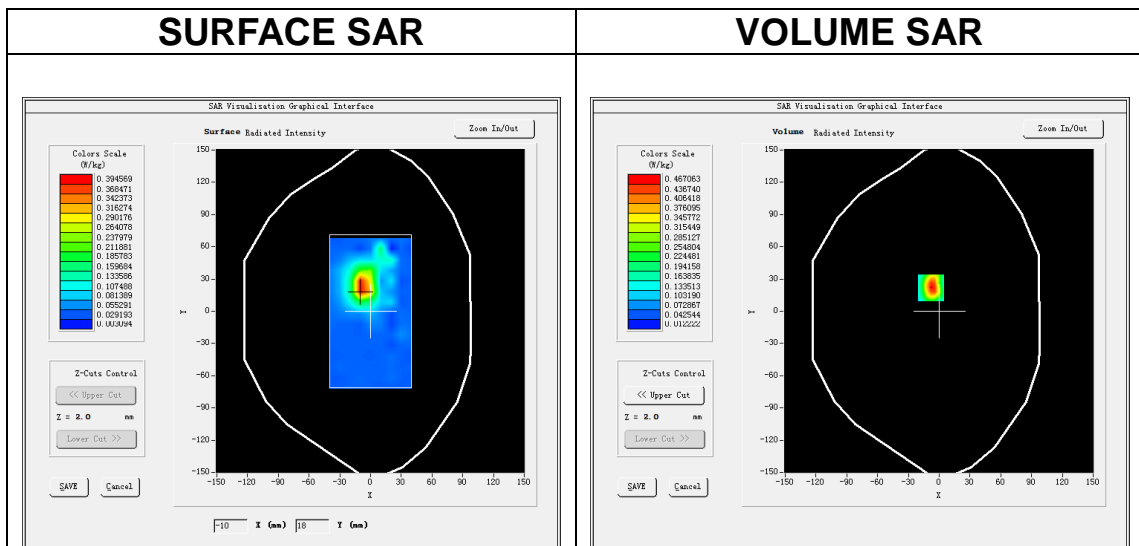 SURFACE SAR
VOLUME SAR
SAR Visualisation Graphical Interface
Surface Radiated Intensity
Zoom In/Out
Colors Scale
(W/kg)
0.394569
0.368471
0.342373
0.316274
0.290176
0.264078
0.237979
0.211881
0.185783
0.159684
0.133586
0.107488
0.081389
0.055291
0.029193
0.003094
Z-Cuts Control
<< Upper Cut
Z = 2.0 mm
Lower Cut >>
SAVE
Cancel
150
120
90
60
30
0
-30
-60
-90
-120
-150
Y
-150 -120 -90 -60 -30 0 30 60 90 120 150
X
-10 X (mm) 18 Y (mm)
SAR Visualisation Graphical Interface
Volume Radiated Intensity
Zoom In/Out
Colors Scale
(W/kg)
0.467063
0.436740
0.406418
0.376095
0.345772
0.315449
0.285127
0.254804
0.224481
0.194158
0.163835
0.133513
0.103190
0.072867
0.042544
0.012222
Z-Cuts Control
<< Upper Cut
Z = 2.0 mm
Lower Cut >>
SAVE
Cancel
150
120
90
60
30
0
-30
-60
-90
-120
-150
Y
-150 -120 -90 -60 -30 0 30 60 90 120 150
X